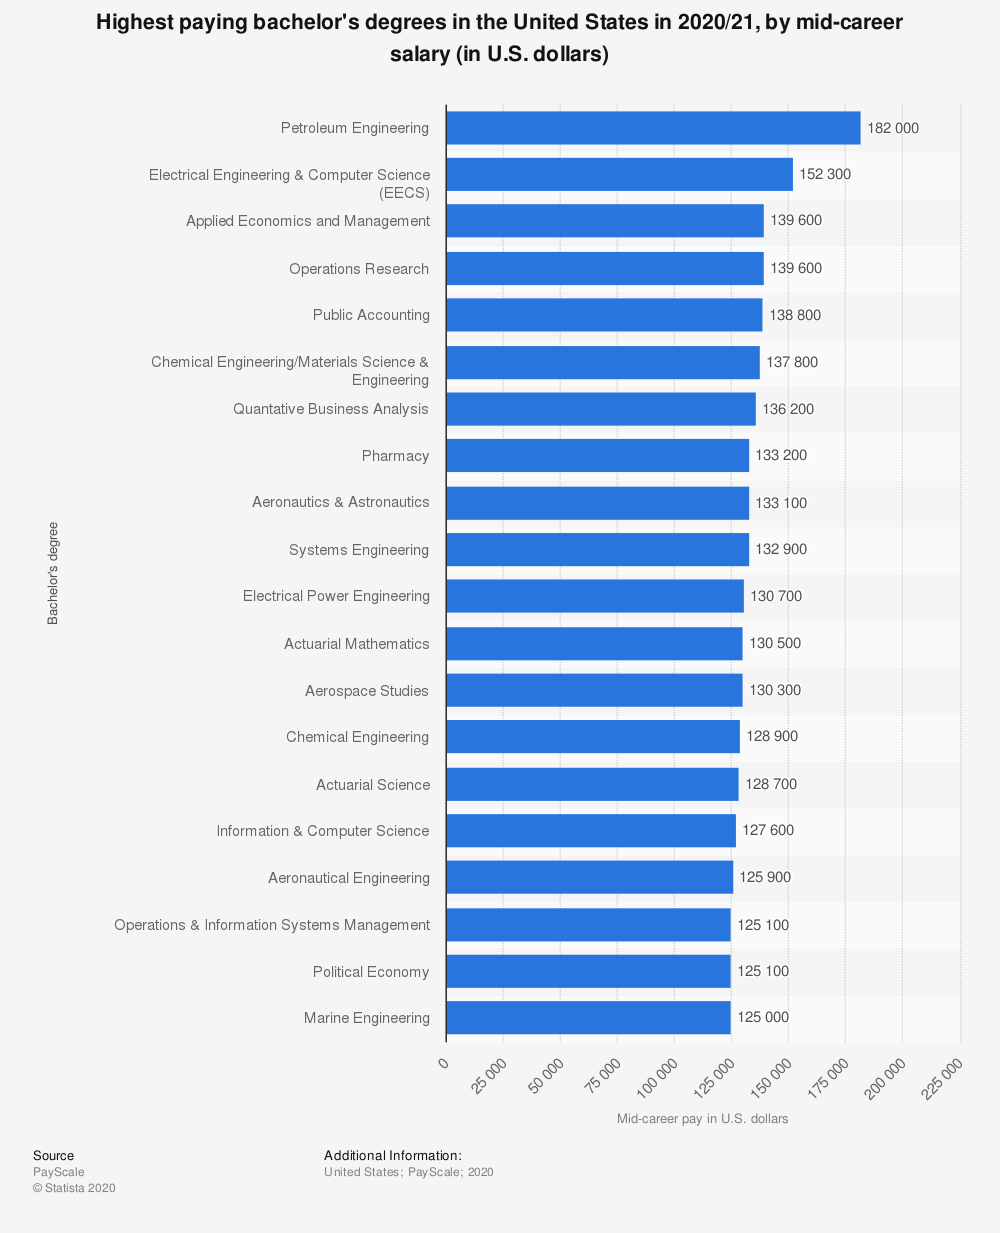 Highest paying bachelor's degrees in the United States in 2020/21, by mid-career
salary (in U.S. dollars)
Petroleum Engineering 182 000
Electrical Engineering & Computer Science
(EECS) 152 300
Applied Economics and Management 139 600
Operations Research 139 600
Public Accounting 138 800
Chemical Engineering/Materials Science &
Engineering 137 800
Quantative Business Analysis 136 200
Pharmacy 133 200
Aeronautics & Astronautics 133 100
Systems Engineering 132 900
Electrical Power Engineering 130 700
Actuarial Mathematics 130 500
Aerospace Studies 130 300
Chemical Engineering 128 900
Actuarial Science 128 700
Information & Computer Science 127 600
Aeronautical Engineering 125 900
Operations & Information Systems Management 125 100
Political Economy 125 100
Marine Engineering 125 000
Bachelor's degree
0 25 000 50 000 75 000 100 000 125 000 150 000 175 000 200 000 225 000
Mid-career pay in U.S. dollars
Source
PayScale
© Statista 2020
Additional Information:
United States; PayScale; 2020